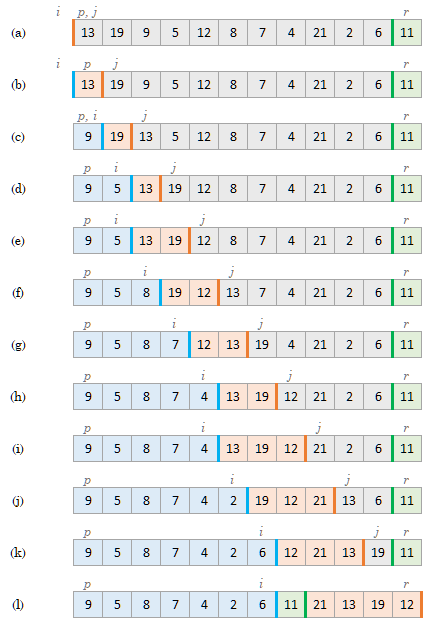 i p, j r
(a) 13 19 9 5 12 8 7 4 21 2 6 11
i p j r
(b) 13 19 9 5 12 8 7 4 21 2 6 11
p, i j r
(c) 9 19 13 5 12 8 7 4 21 2 6 11
p i j r
(d) 9 5 13 19 12 8 7 4 21 2 6 11
p i j r
(e) 9 5 13 19 12 8 7 4 21 2 6 11
p i j r
(f) 9 5 8 19 12 13 7 4 21 2 6 11
p i j r
(g) 9 5 8 7 12 13 19 4 21 2 6 11
p i j r
(h) 9 5 8 7 4 13 19 12 21 2 6 11
p i j r
(i) 9 5 8 7 4 13 19 12 21 2 6 11
p i j r
(j) 9 5 8 7 4 2 19 12 21 13 6 11
p i j r
(k) 9 5 8 7 4 2 6 12 21 13 19 11
p i r
(l) 9 5 8 7 4 2 6 11 21 13 19 12